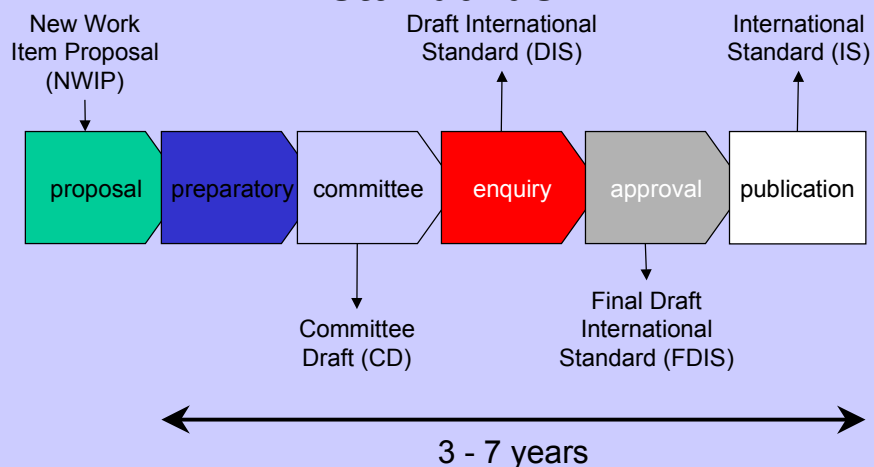 New Work
Item Proposal
(NWIP)
Draft International
Standard (DIS)
International
Standard (IS)
proposal
preparatory
committee
enquiry
approval
publication
Committee
Draft (CD)
Final Draft
International
Standard (FDIS)
3 - 7 years